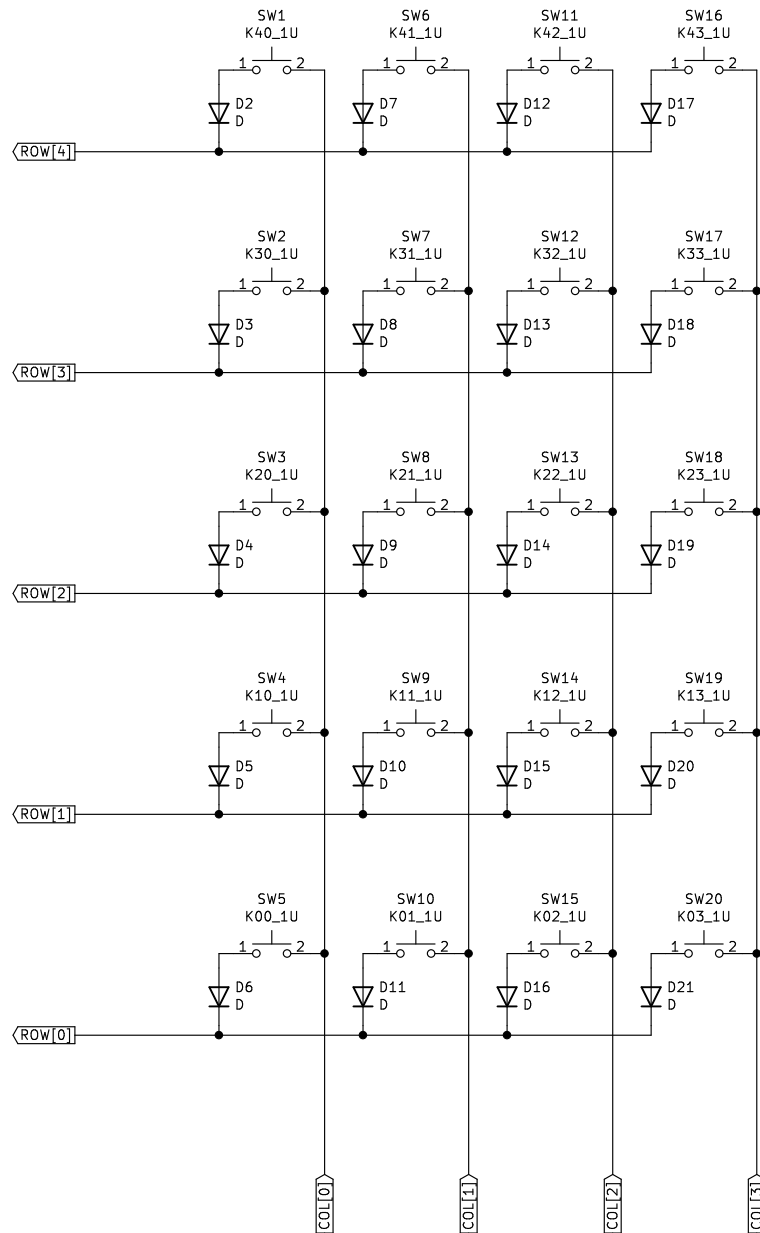 SW1 SW6 SW11 SW16
K40_1U K41_1U K42_1U K43_1U
1 2 1 2 1 2 1 2
D2 D7 D12 D17
D D D D
ROW[4]
SW2 SW7 SW12 SW17
K30_1U K31_1U K32_1U K33_1U
1 2 1 2 1 2 1 2
D3 D8 D13 D18
D D D D
ROW[3]
SW3 SW8 SW13 SW18
K20_1U K21_1U K22_1U K23_1U
1 2 1 2 1 2 1 2
D4 D9 D14 D19
D D D D
ROW[2]
SW4 SW9 SW14 SW19
K10_1U K11_1U K12_1U K13_1U
1 2 1 2 1 2 1 2
D5 D10 D15 D20
D D D D
ROW[1]
SW5 SW10 SW15 SW20
K00_1U K01_1U K02_1U K03_1U
1 2 1 2 1 2 1 2
D6 D11 D16 D21
D D D D
ROW[0]
COL[0] COL[1] COL[2] COL[3]